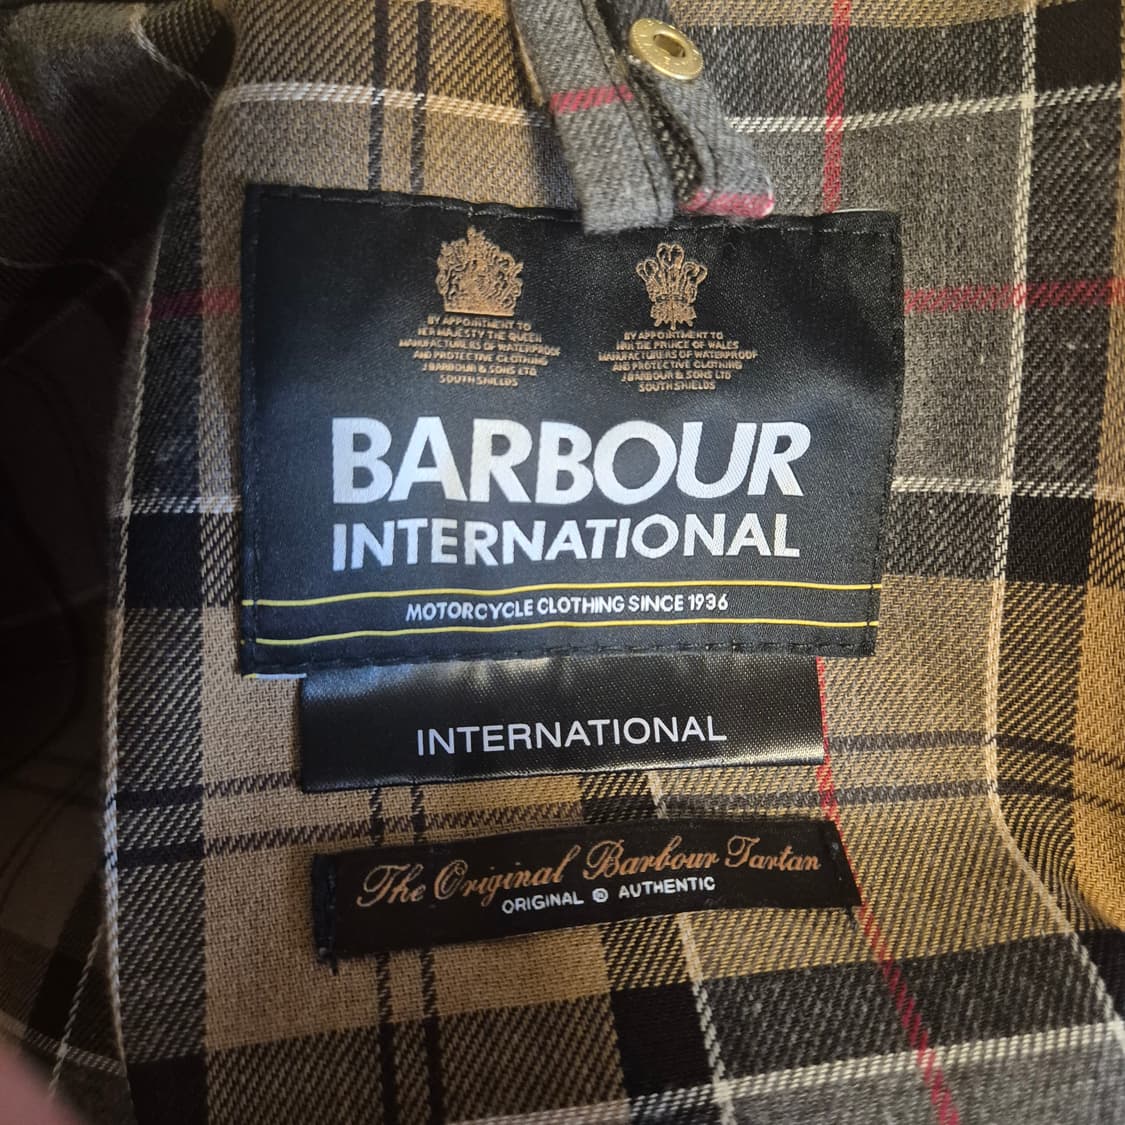 BY APPOINTMENT TO
HER MAJESTY THE QUEEN
MANUFACTURERS OF WATERPROOF
AND PROTECTIVE CLOTHING
J BARBOUR & SONS LTD
SOUTH SHIELDS
BY APPOINTMENT TO
HRH THE PRINCE OF WALES
MANUFACTURERS OF WATERPROOF
AND PROTECTIVE CLOTHING
J BARBOUR & SONS LTD
SOUTH SHIELDS
BARBOUR
INTERNATIONAL
MOTORCYCLE CLOTHING SINCE 1936
INTERNATIONAL
The Original Barbour Tartan
ORIGINAL ® AUTHENTIC